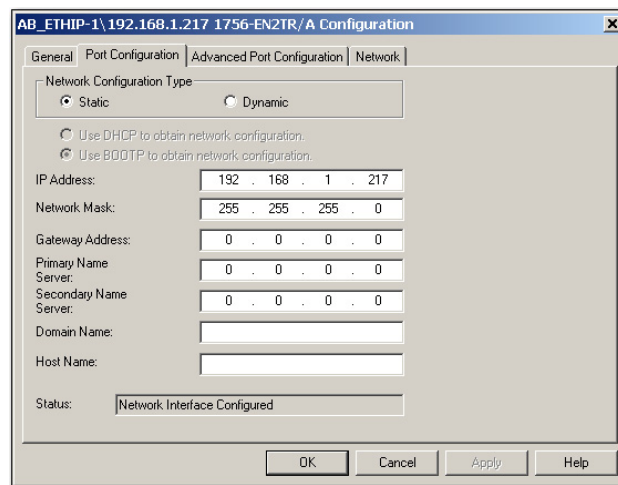 AB_ETHIP-1\192.168.1.217 1756-EN2TR/A Configuration
General Port Configuration Advanced Port Configuration Network
Network Configuration Type
Static Dynamic
Use DHCP to obtain network configuration.
Use BOOTP to obtain network configuration.
IP Address: 192 . 168 . 1 . 217
Network Mask: 255 . 255 . 255 . 0
Gateway Address: 0 . 0 . 0 . 0
Primary Name
Server: 0 . 0 . 0 . 0
Secondary Name
Server: 0 . 0 . 0 . 0
Domain Name:
Host Name:
Status: Network Interface Configured
OK Cancel Apply Help